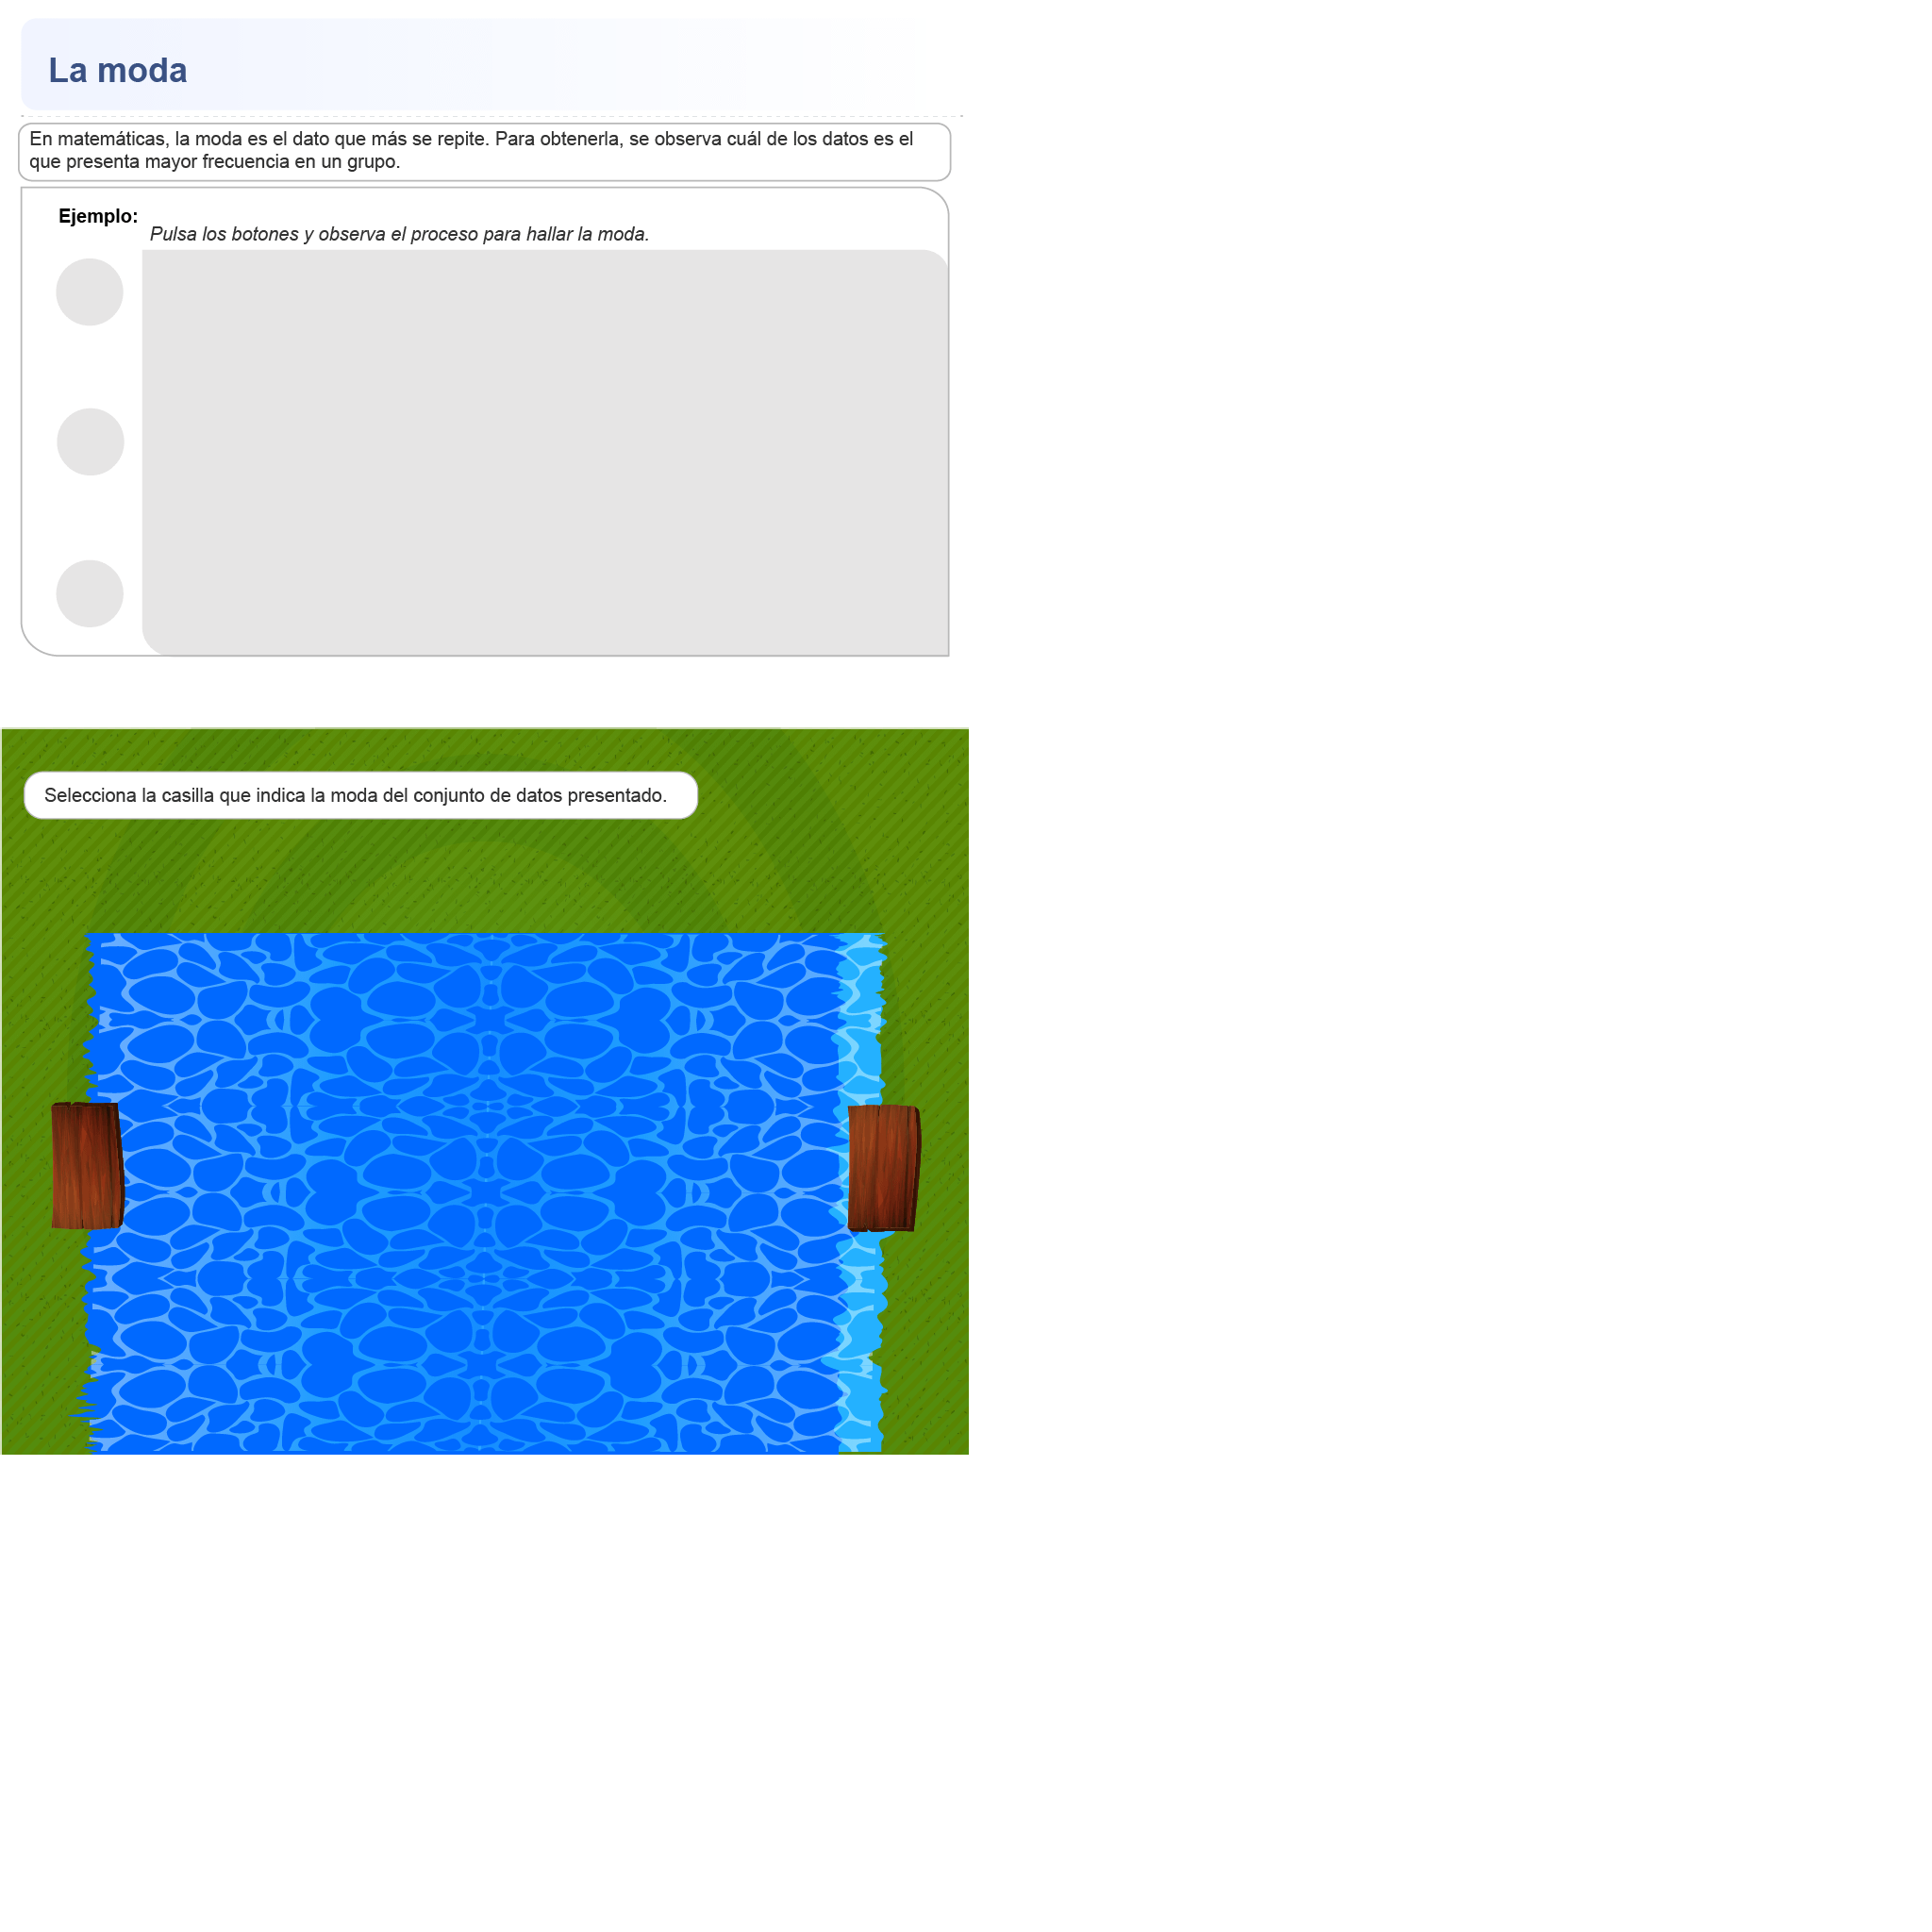 La moda
En matemáticas, la moda es el dato que más se repite. Para obtenerla, se observa cuál de los datos es el
que presenta mayor frecuencia en un grupo.
Ejemplo:
Pulsa los botones y observa el proceso para hallar la moda.
Selecciona la casilla que indica la moda del conjunto de datos presentado.